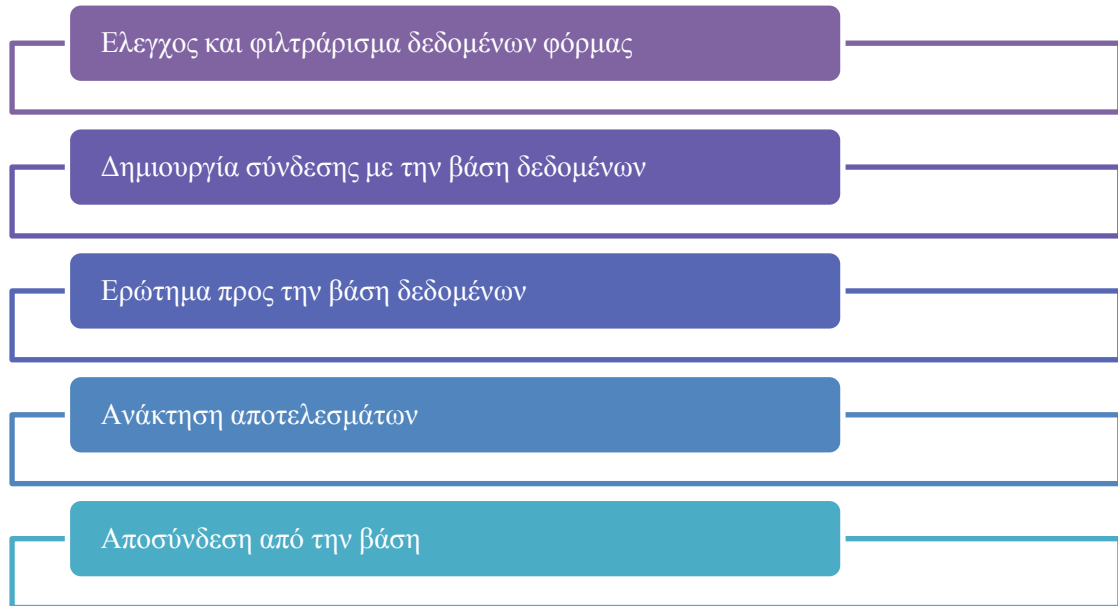 Ελεγχος και φιλτράρισμα δεδομένων φόρμας
Δημιουργία σύνδεσης με την βάση δεδομένων
Ερώτημα προς την βάση δεδομένων
Ανάκτηση αποτελεσμάτων
Αποσύνδεση από την βάση